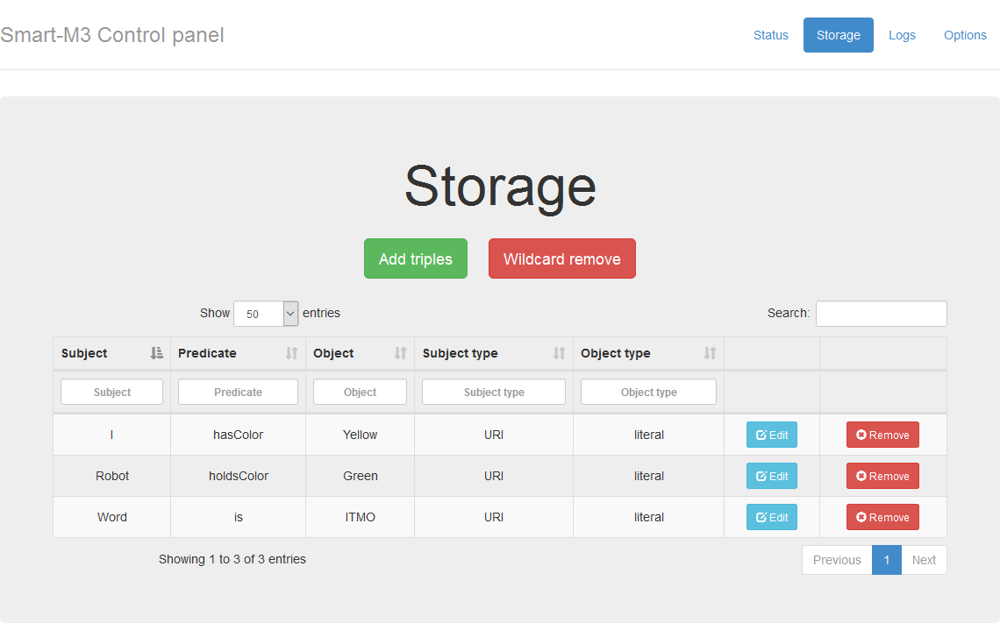 Smart-M3 Control panel Status Storage Logs Options
Storage
Add triples Wildcard remove
Show 50 entries Search:
Subject Predicate Object Subject type Object type
Subject Predicate Object Subject type Object type
I hasColor Yellow URI literal Edit Remove
Robot holdsColor Green URI literal Edit Remove
Word is ITMO URI literal Edit Remove
Showing 1 to 3 of 3 entries Previous 1 Next